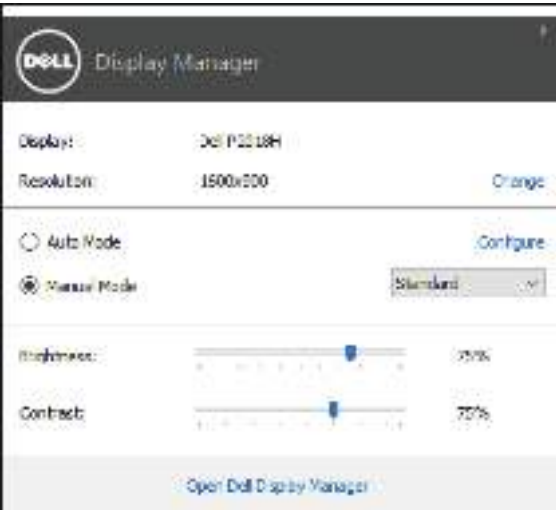 DELL Display Manager
Display: Dell P2018H
Resolution: 1600x900 Change
Auto Mode Configure
Manual Mode Standard
Brightness: 75%
Contrast: 75%
Open Dell Display Manager